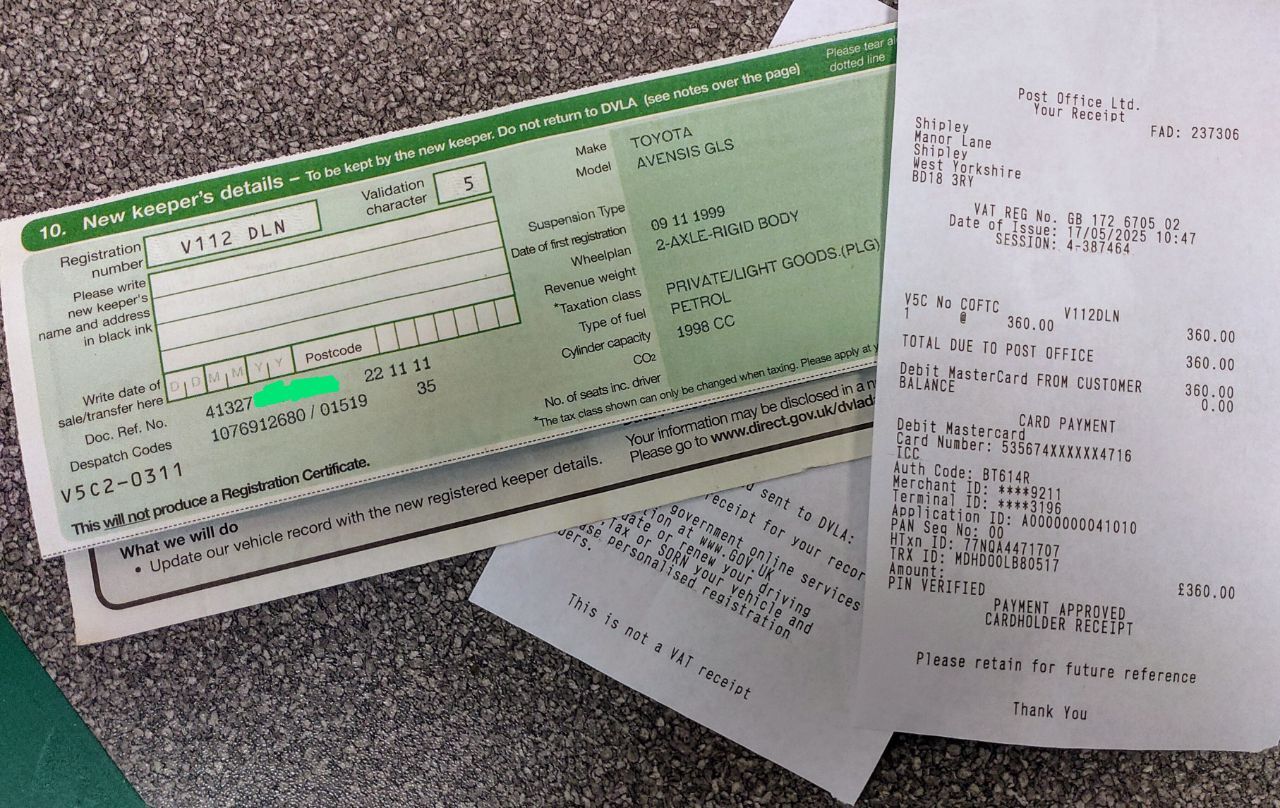 10. New keeper's details – To be kept by the new keeper. Do not return to DVLA (see notes over the page)
Please tear
dotted line
Registration number
V112 DLN
Validation character
5
Please write new keeper's name and address in black ink
Postcode
Write date of sale/transfer here
D D M M Y Y
Doc. Ref. No.
41327
22 11 11
Despatch Codes
1076912680 / 01519
35
V5C2-0311
This will not produce a Registration Certificate.
Make TOYOTA
Model AVENSIS GLS
Suspension Type
Date of first registration 09 11 1999
Wheelplan 2-AXLE-RIGID BODY
Revenue weight
*Taxation class PRIVATE/LIGHT GOODS.(PLG)
Type of fuel PETROL
Cylinder capacity 1998 CC
CO2
No. of seats inc. driver
*The tax class shown can only be changed when taxing. Please apply at
What we will do
• Update our vehicle record with the new registered keeper details.
Your information may be disclosed in a
Please go to www.direct.gov.uk/dvlada
sent to DVLA:
receipt for your recor
government online services
at www.GOV.UK
date or renew your driving
tax or SORN your vehicle and
personalised registration
This is not a VAT receipt
Post Office Ltd.
Your Receipt
Shipley FAD: 237306
Manor Lane
Shipley
West Yorkshire
BD18 3RY
VAT REG No. GB 172 6705 02
Date of Issue: 17/05/2025 10:47
SESSION: 4-387464
V5C No COFTC V112DLN
1 @ 360.00 360.00
TOTAL DUE TO POST OFFICE 360.00
Debit MasterCard FROM CUSTOMER 360.00
BALANCE 0.00
CARD PAYMENT
Debit Mastercard
Card Number: 535674XXXXXX4716
ICC
Auth Code: BT614R
Merchant ID: ****9211
Terminal ID: ****3196
Application ID: A0000000041010
PAN Seq No: 00
HTxn ID: 77NQA4471707
TRX ID: MDHDOOLB80517
Amount: £360.00
PIN VERIFIED
PAYMENT APPROVED
CARDHOLDER RECEIPT
Please retain for future reference
Thank You